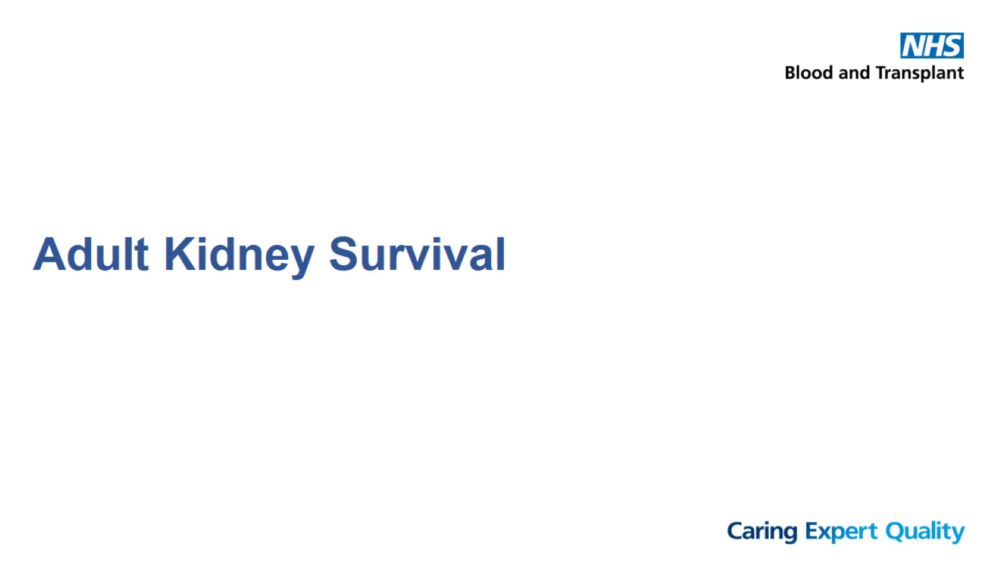 NHS
Blood and Transplant
Adult Kidney Survival
Caring Expert Quality